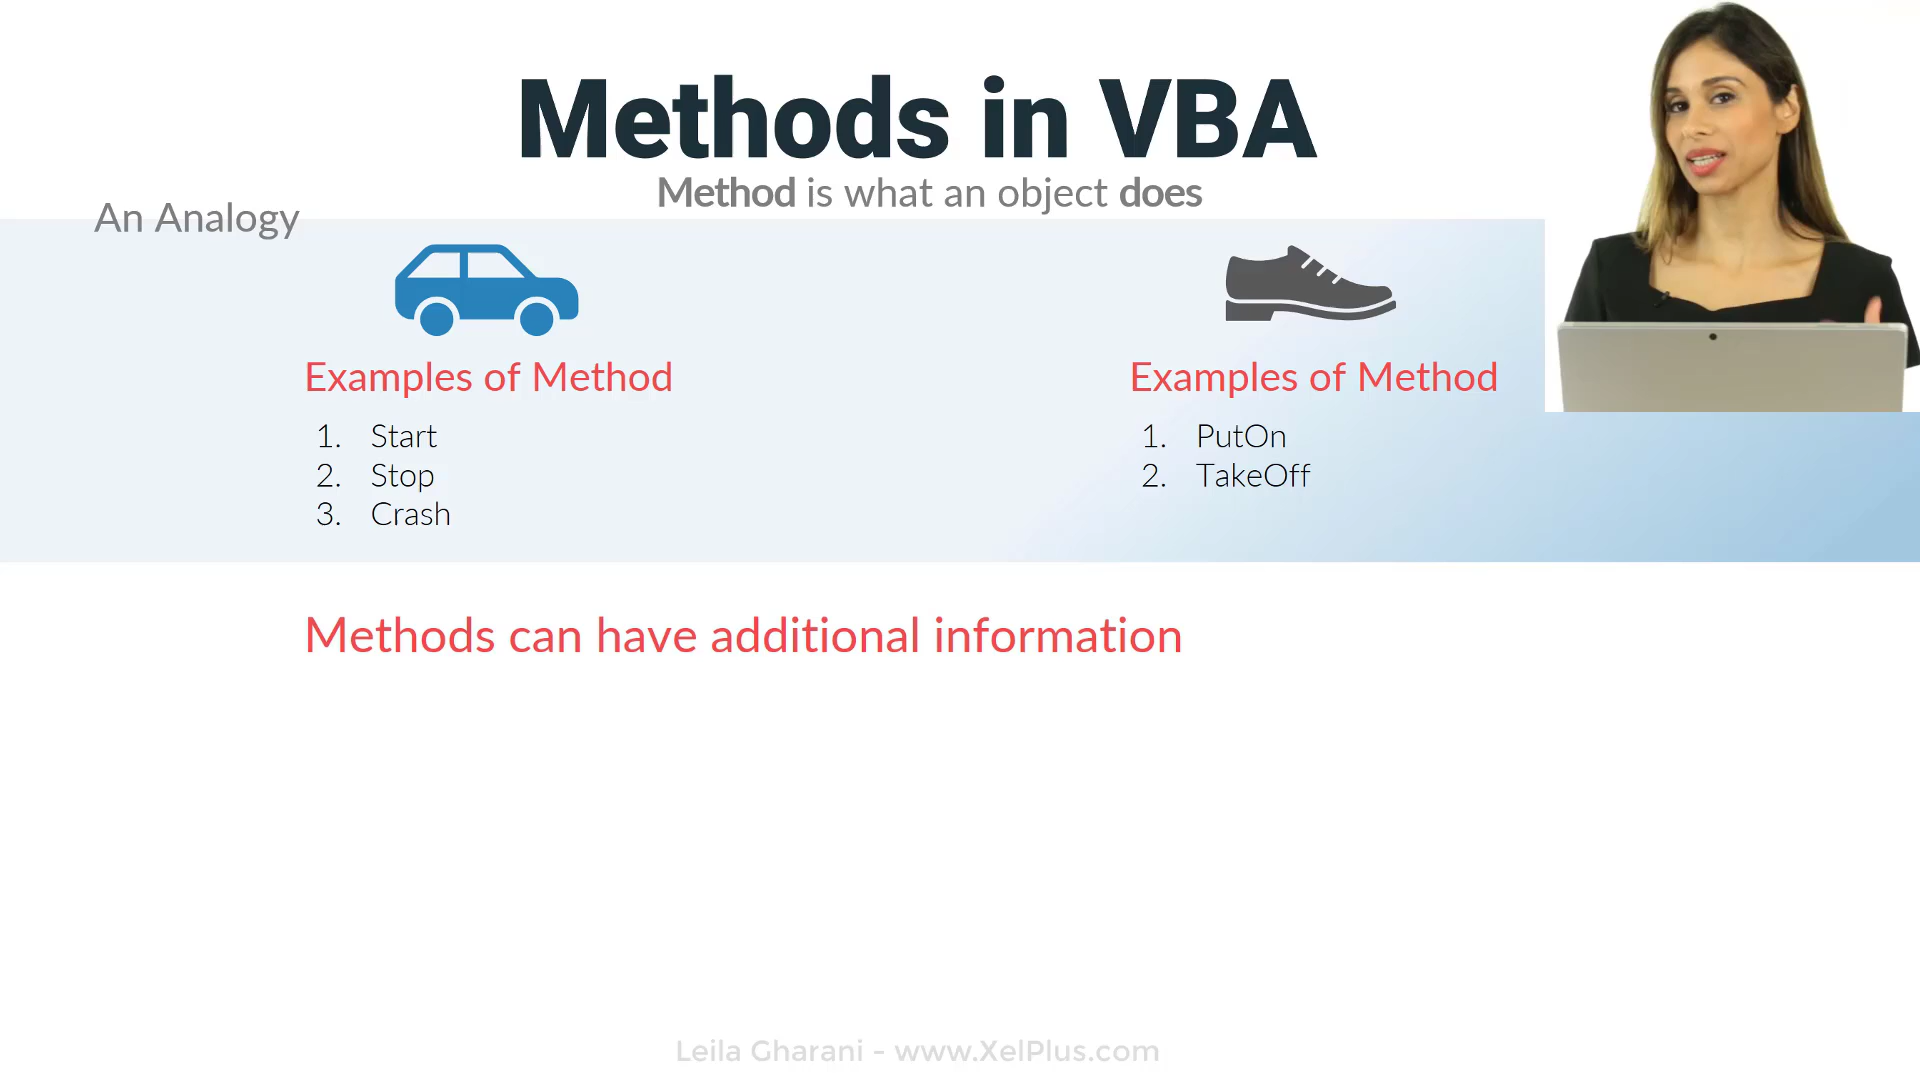 Methods in VBA
Method is what an object does
An Analogy
Examples of Method
1. Start
2. Stop
3. Crash
Examples of Method
1. PutOn
2. TakeOff
Methods can have additional information
Leila Gharani - www.XelPlus.com